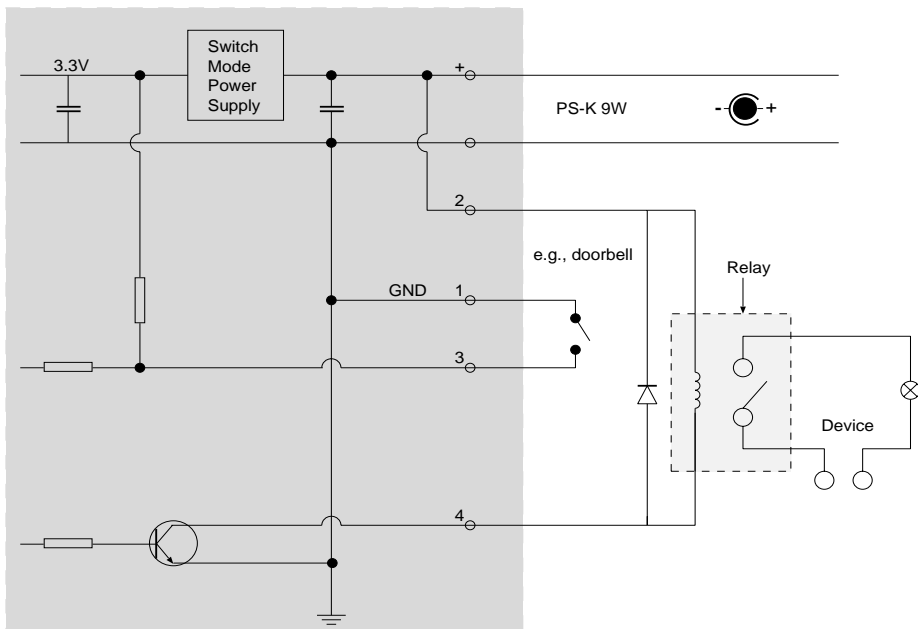 Switch
Mode
Power
Supply
3.3V
+
PS-K 9W
- +
2
e.g., doorbell
Relay
GND
1
3
Device
4